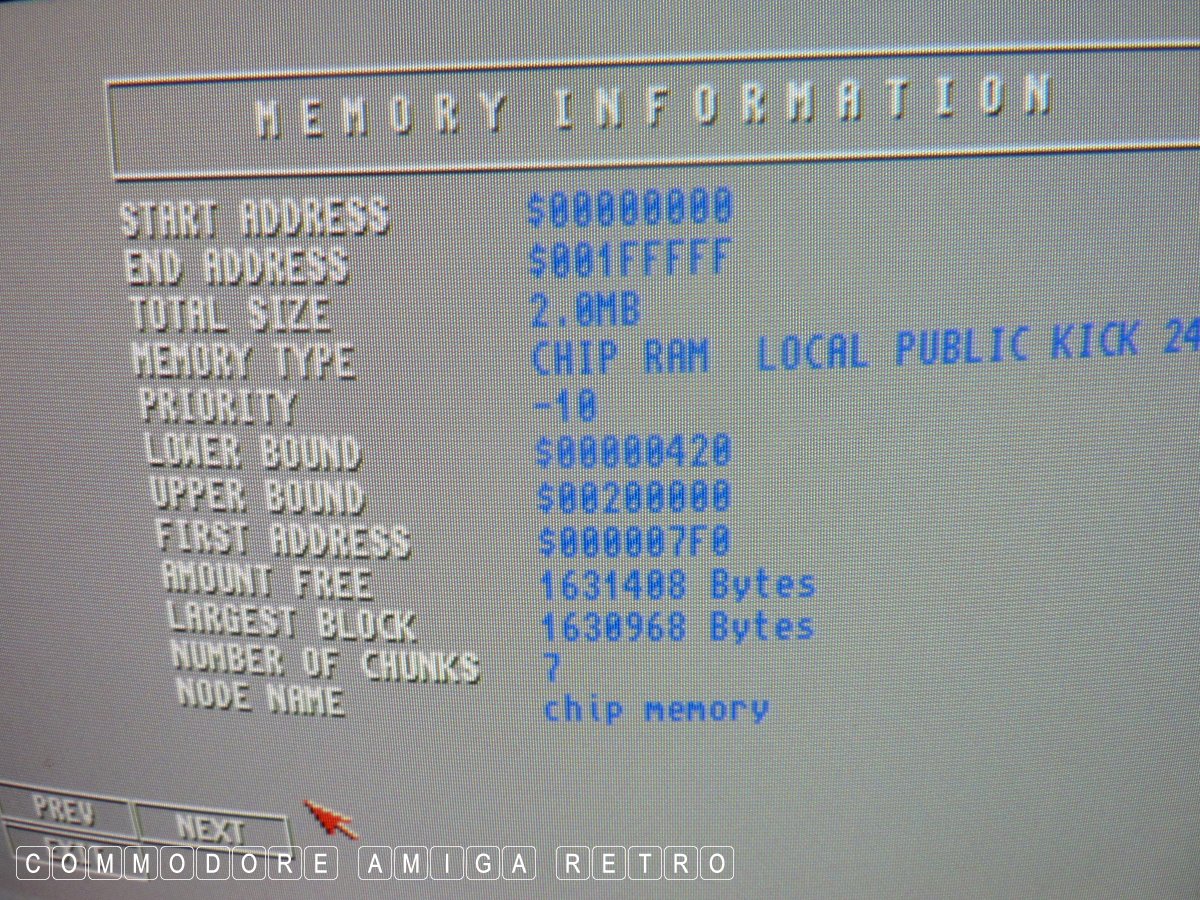 MEMORY INFORMATION
START ADDRESS $00000000
END ADDRESS $001FFFFF
TOTAL SIZE 2.0MB
MEMORY TYPE CHIP RAM LOCAL PUBLIC KICK 24
PRIORITY -10
LOWER BOUND $00000420
UPPER BOUND $00200000
FIRST ADDRESS $000007F0
AMOUNT FREE 1631408 Bytes
LARGEST BLOCK 1630968 Bytes
NUMBER OF CHUNKS 7
NODE NAME chip memory
PREV NEXT
COMMODORE AMIGA RETRO